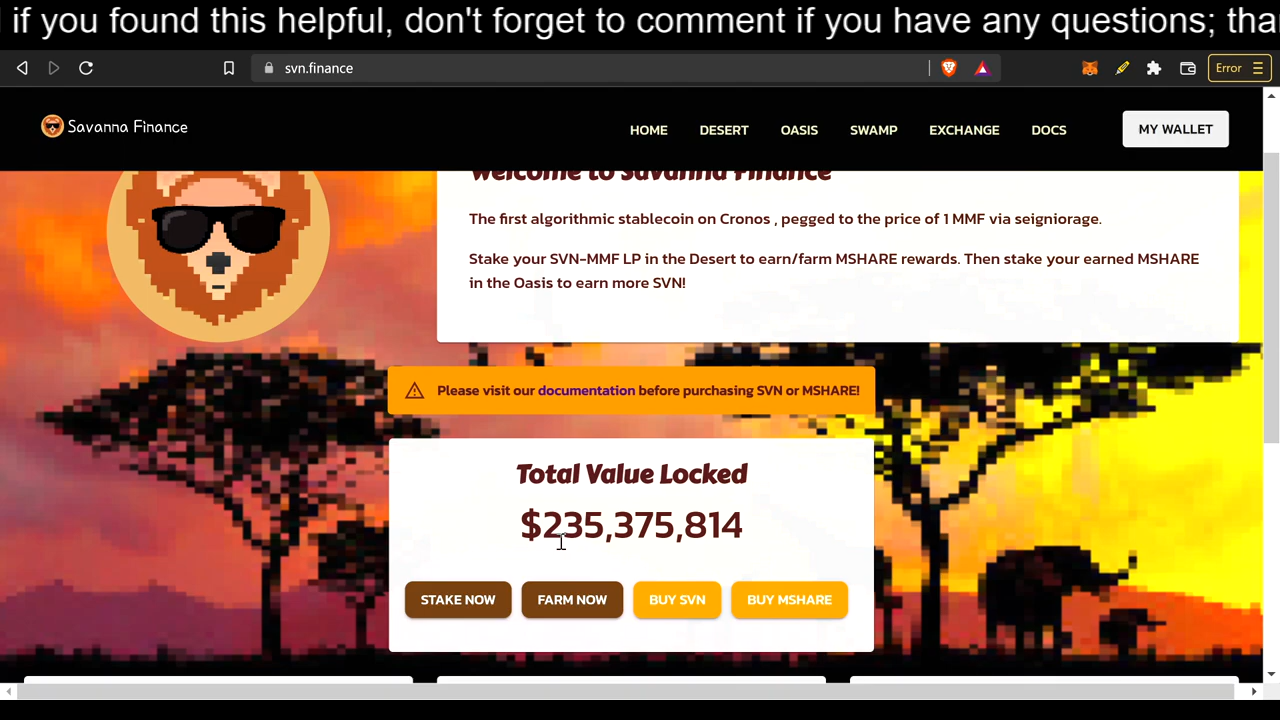 if you found this helpful, don't forget to comment if you have any questions; tha
svn.finance
Error
Savanna Finance
HOME DESERT OASIS SWAMP EXCHANGE DOCS MY WALLET
Welcome to Savanna Finance
The first algorithmic stablecoin on Cronos , pegged to the price of 1 MMF via seigniorage.
Stake your SVN-MMF LP in the Desert to earn/farm MSHARE rewards. Then stake your earned MSHARE
in the Oasis to earn more SVN!
Please visit our documentation before purchasing SVN or MSHARE!
Total Value Locked
$235,375,814
STAKE NOW FARM NOW BUY SVN BUY MSHARE